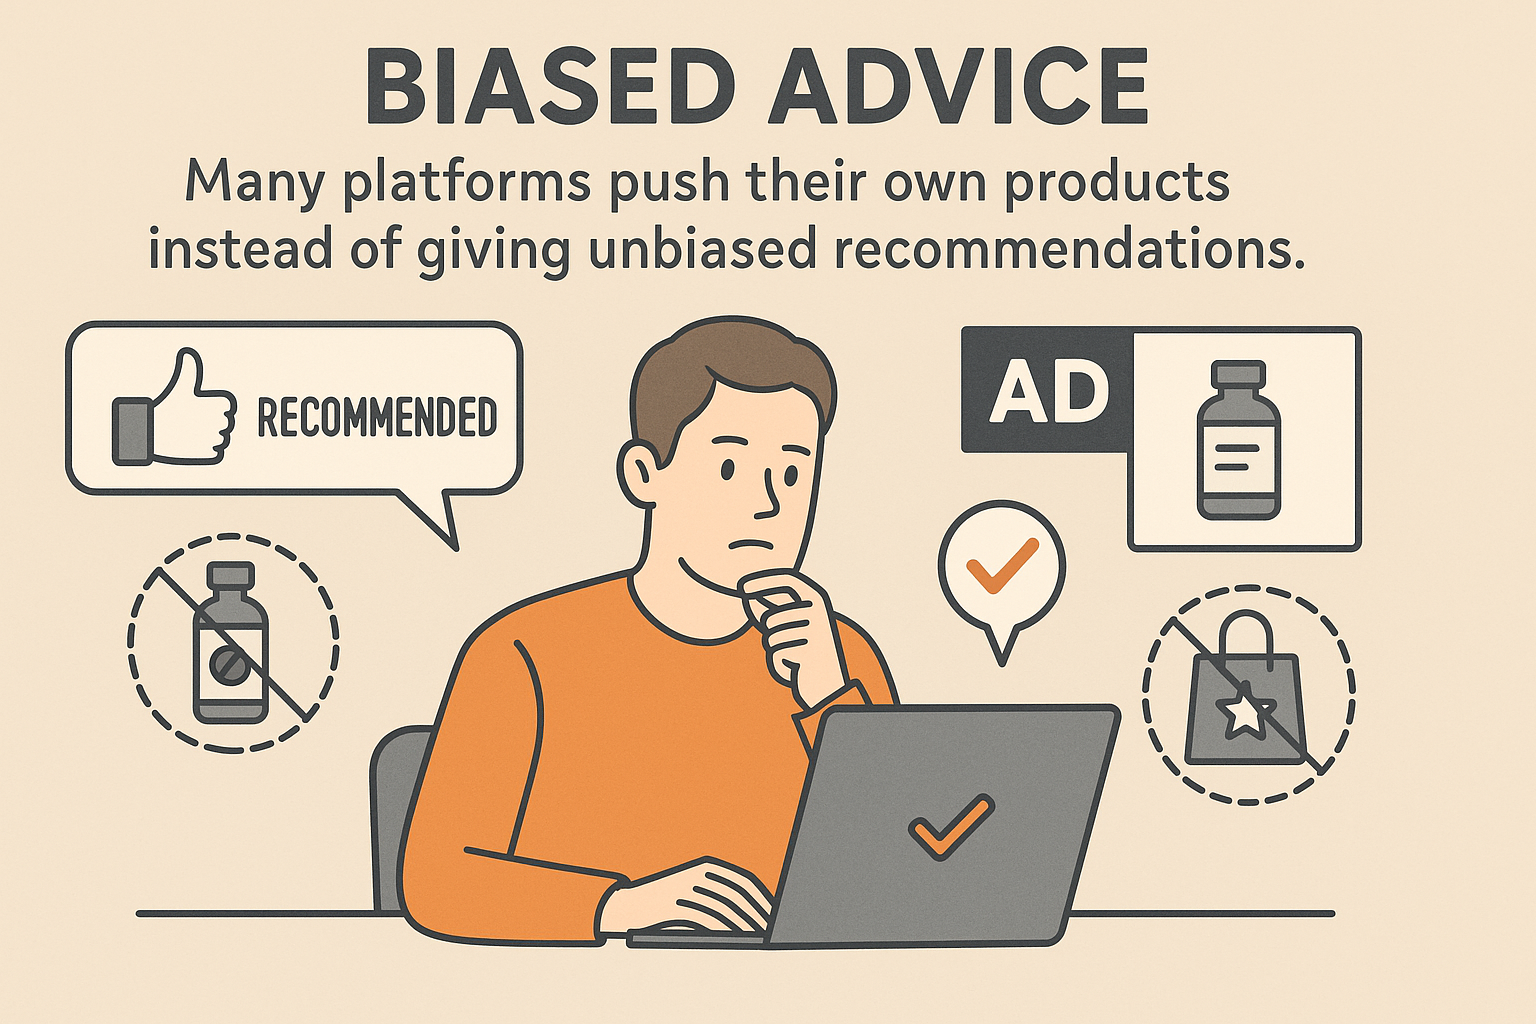 BIASED ADVICE
Many platforms push their own products
instead of giving unbiased recommendations.
RECOMMENDED
AD